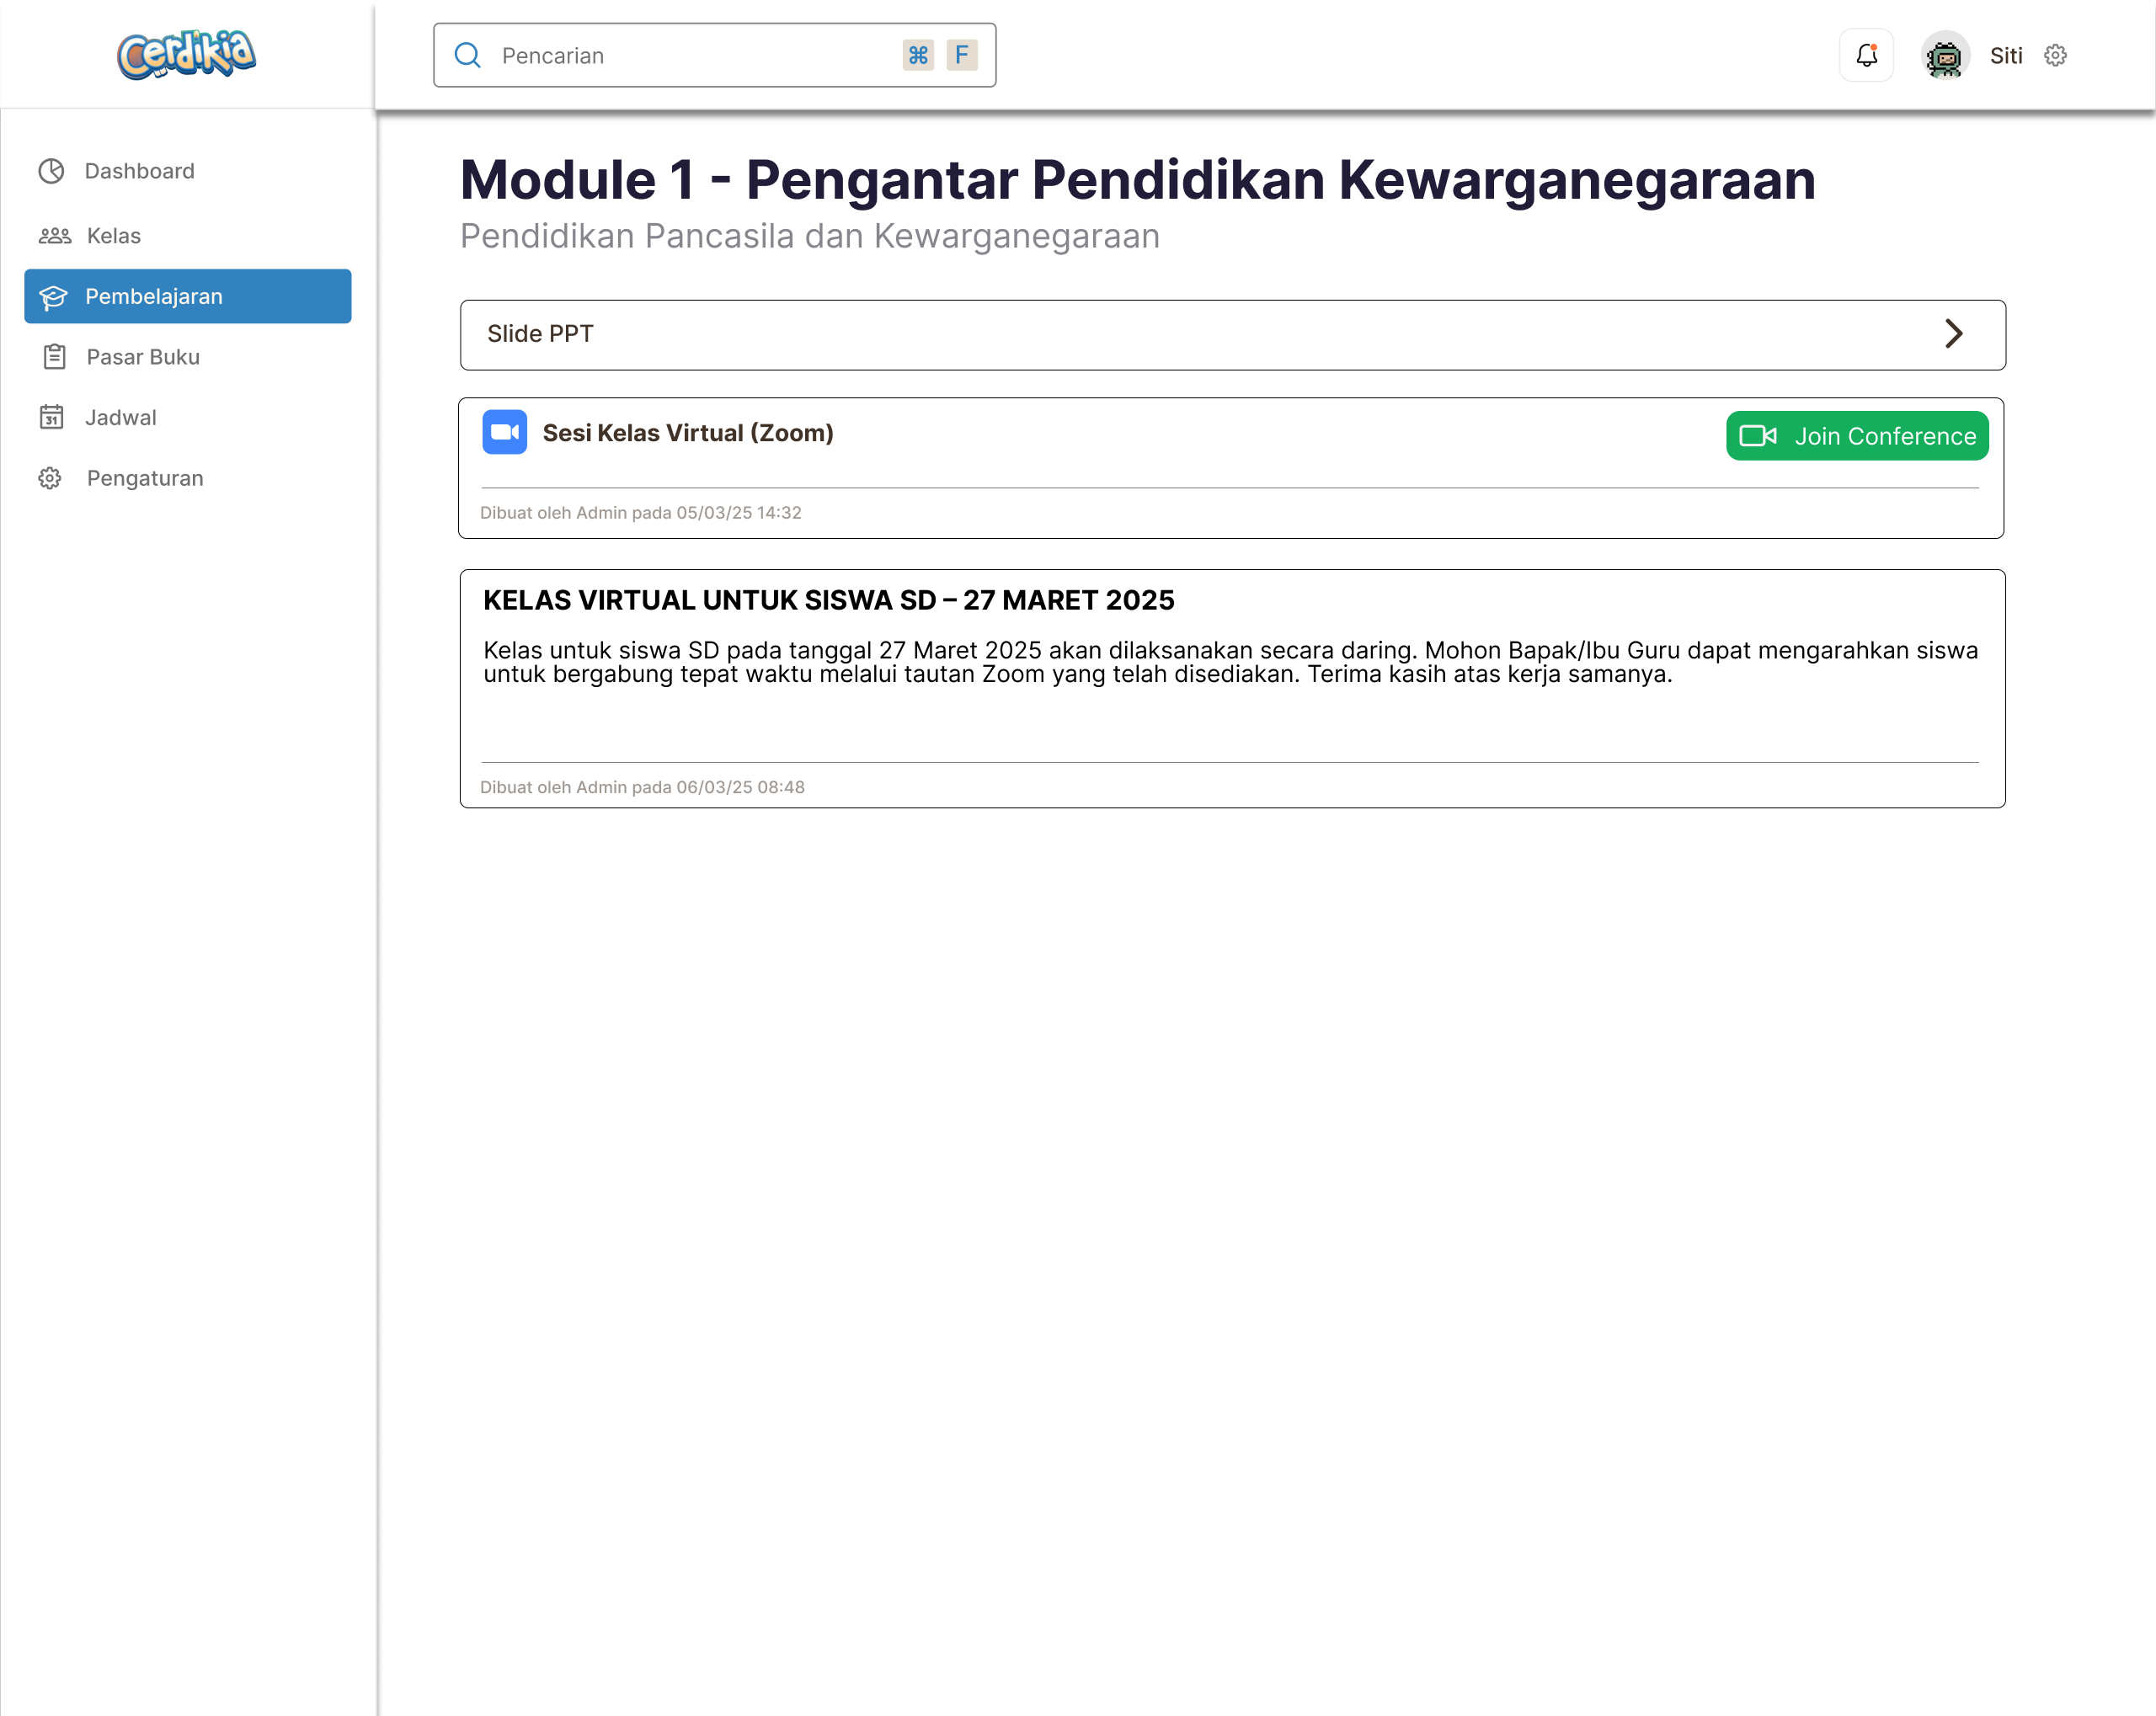 Cerdikia
Pencarian
⌘ F
Siti
Dashboard
Kelas
Pembelajaran
Pasar Buku
31
Jadwal
Pengaturan
Module 1 - Pengantar Pendidikan Kewarganegaraan
Pendidikan Pancasila dan Kewarganegaraan
Slide PPT
Sesi Kelas Virtual (Zoom)
Join Conference
Dibuat oleh Admin pada 05/03/25 14:32
KELAS VIRTUAL UNTUK SISWA SD – 27 MARET 2025
Kelas untuk siswa SD pada tanggal 27 Maret 2025 akan dilaksanakan secara daring. Mohon Bapak/Ibu Guru dapat mengarahkan siswa
untuk bergabung tepat waktu melalui tautan Zoom yang telah disediakan. Terima kasih atas kerja samanya.
Dibuat oleh Admin pada 06/03/25 08:48